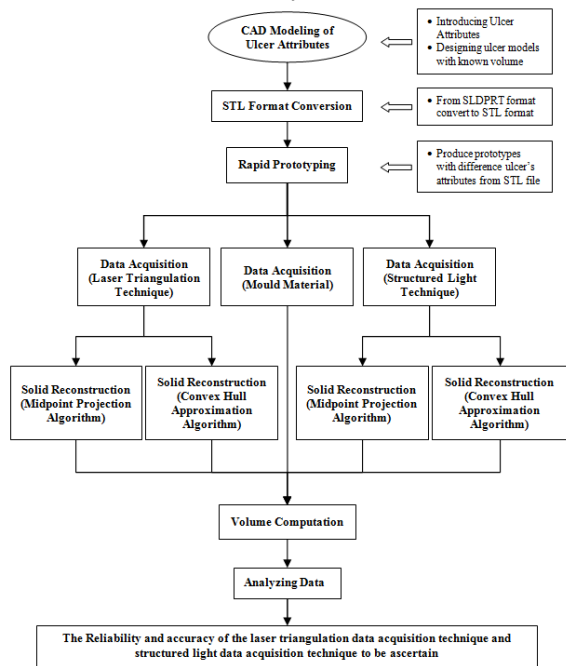 CAD Modeling of
Ulcer Attributes
• Introducing Ulcer
Attributes
• Designing ulcer models
with known volume
STL Format Conversion
• From SLDPRT format
convert to STL format
Rapid Prototyping
• Produce prototypes
with difference ulcer's
attributes from STL file
Data Acquisition
(Laser Triangulation
Technique)
Data Acquisition
(Mould Material)
Data Acquisition
(Structured Light
Technique)
Solid Reconstruction
(Midpoint Projection
Algorithm)
Solid Reconstruction
(Convex Hull
Approximation
Algorithm)
Solid Reconstruction
(Midpoint Projection
Algorithm)
Solid Reconstruction
(Convex Hull
Approximation
Algorithm)
Volume Computation
Analyzing Data
The Reliability and accuracy of the laser triangulation data acquisition technique and
structured light data acquisition technique to be ascertain